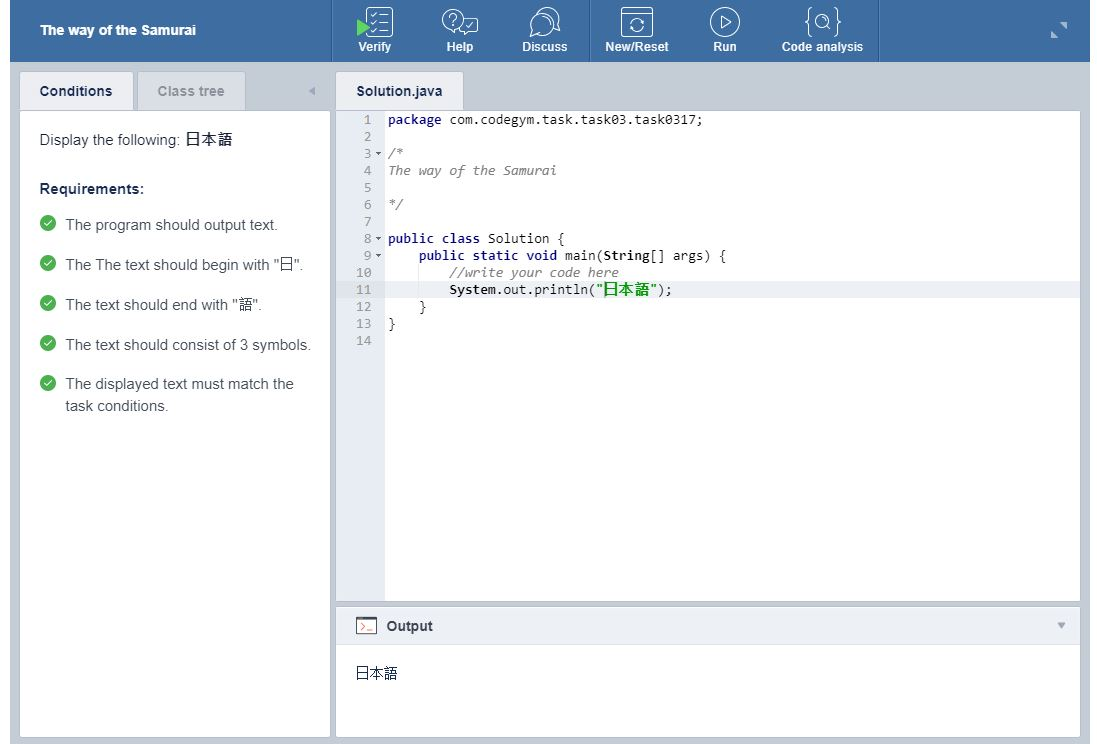 The way of the Samurai
Verify
Help
Discuss
New/Reset
Run
Code analysis
Conditions
Class tree
Display the following: 日本語
Requirements:
The program should output text.
The The text should begin with "日".
The text should end with "語".
The text should consist of 3 symbols.
The displayed text must match the
task conditions.
Solution.java
1 package com.codegym.task.task03.task0317;
2
3 /*
4 The way of the Samurai
5
6 */
7
8 public class Solution {
9     public static void main(String[] args) {
10         //write your code here
11         System.out.println("日本語");
12     }
13 }
14
Output
日本語